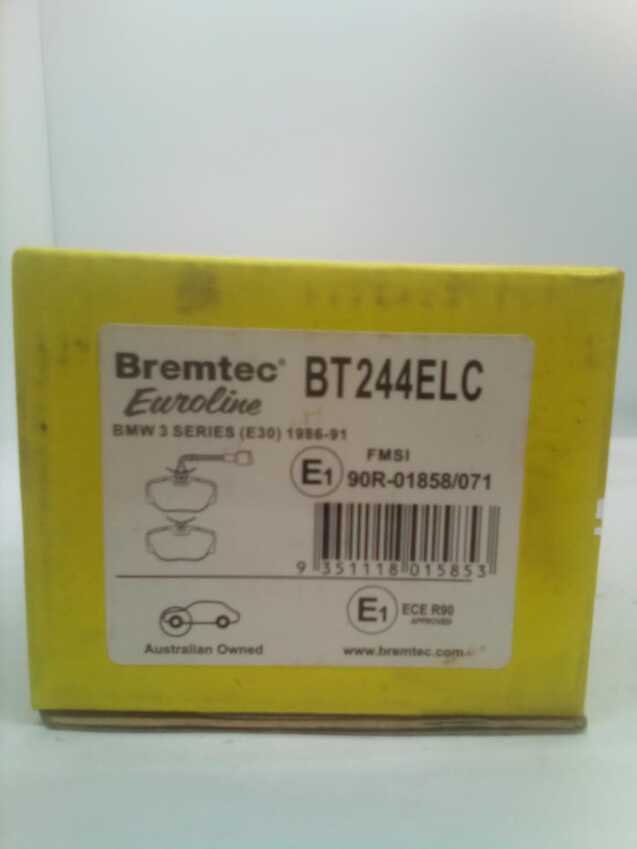 Bremtec® BT244ELC
Euroline
BMW 3 SERIES (E30) 1986-91
FMSI
E1 90R-01858/071
9 351118 015853
E1 ECE R90
APPROVED
Australian Owned
www.bremtec.com